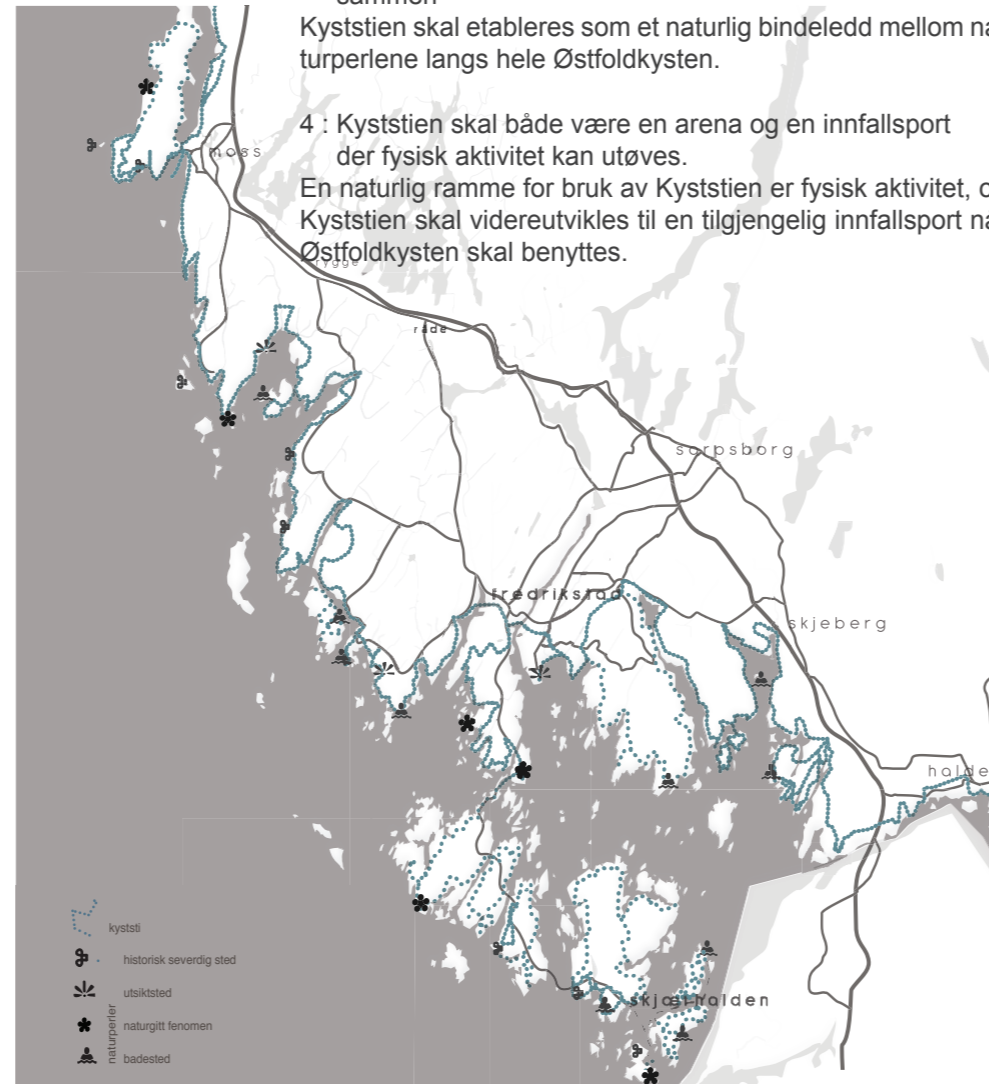 sammen
Kyststien skal etableres som et naturlig bindeledd mellom na
turperlene langs hele Østfoldkysten.
4 : Kyststien skal både være en arena og en innfallsport
der fysisk aktivitet kan utøves.
En naturlig ramme for bruk av Kyststien er fysisk aktivitet, o
Kyststien skal videreutvikles til en tilgjengelig innfallsport na
Østfoldkysten skal benyttes.
moss
rygge
råde
sarpsborg
fredrikstad
skjeberg
halde
skjærhalden
kyststi
historisk severdig sted
utsiktsted
naturgitt fenomen
badested
naturperler